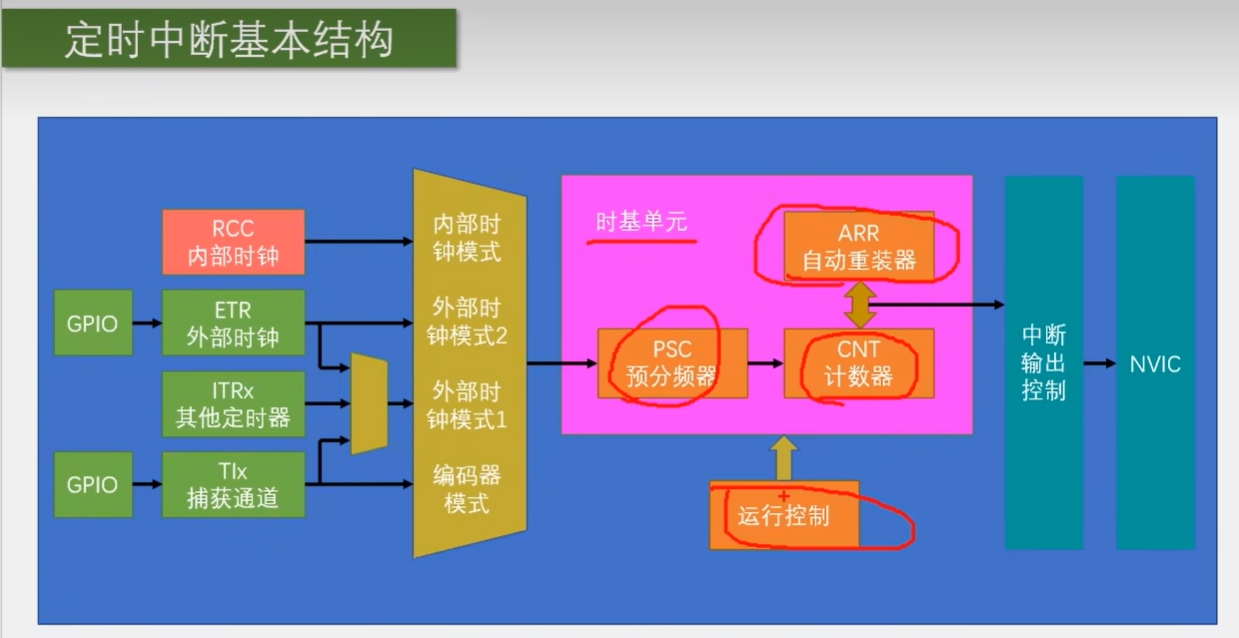 定时中断基本结构
RCC
内部时钟
GPIO
ETR
外部时钟
ITRx
其他定时器
GPIO
TIx
捕获通道
内部时
钟模式
外部时
钟模式2
外部时
钟模式1
编码器
模式
时基单元
ARR
自动重装器
PSC
预分频器
CNT
计数器
运行控制
中断
输出
控制
NVIC